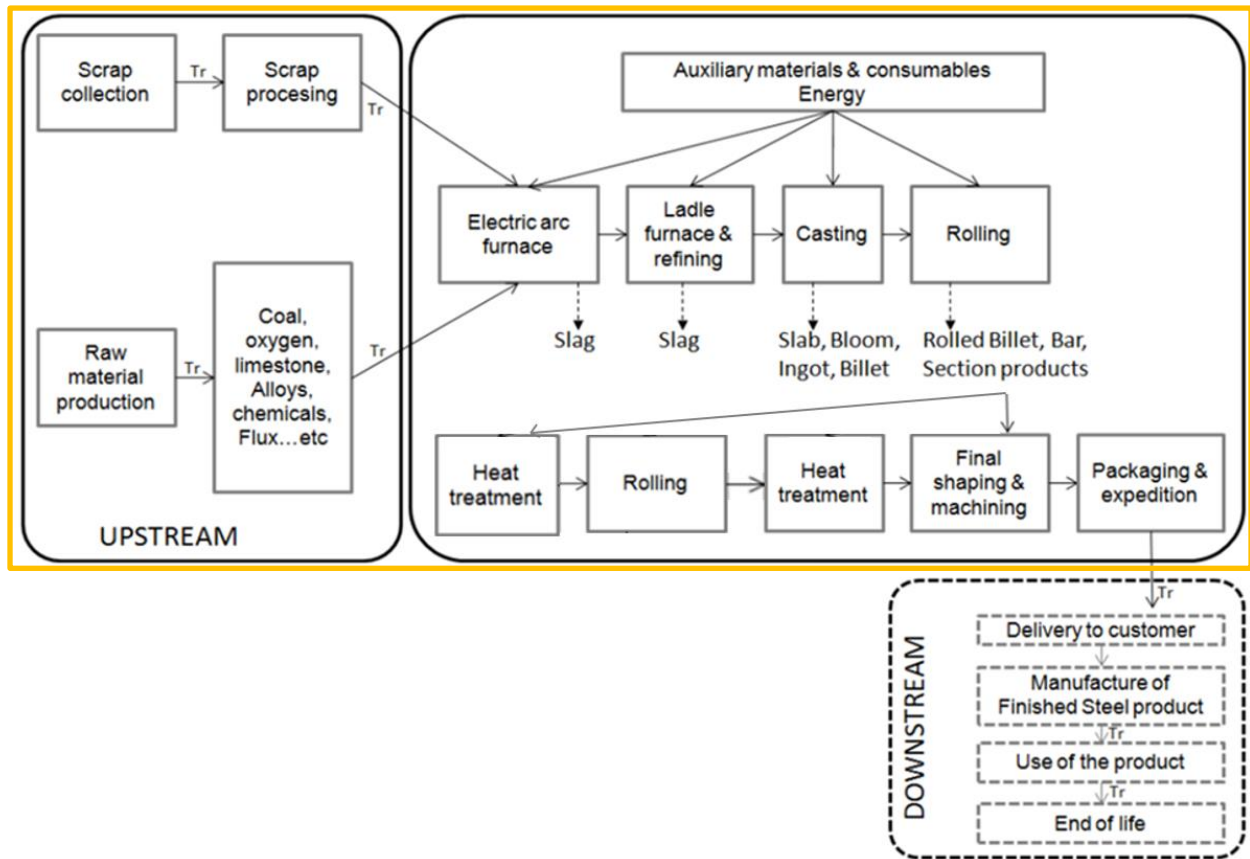 Scrap
collection
Tr
Scrap
procesing
Tr
Auxiliary materials & consumables
Energy
Electric arc
furnace
Ladle
furnace &
refining
Casting
Rolling
Slag
Slag
Slab, Bloom,
Ingot, Billet
Rolled Billet, Bar,
Section products
Raw
material
production
Tr
Coal,
oxygen,
limestone,
Alloys,
chemicals,
Flux...etc
Tr
Heat
treatment
Rolling
Heat
treatment
Final
shaping &
machining
Packaging &
expedition
UPSTREAM
Tr
DOWNSTREAM
Delivery to customer
Manufacture of
Finished Steel product
Tr
Use of the product
Tr
End of life